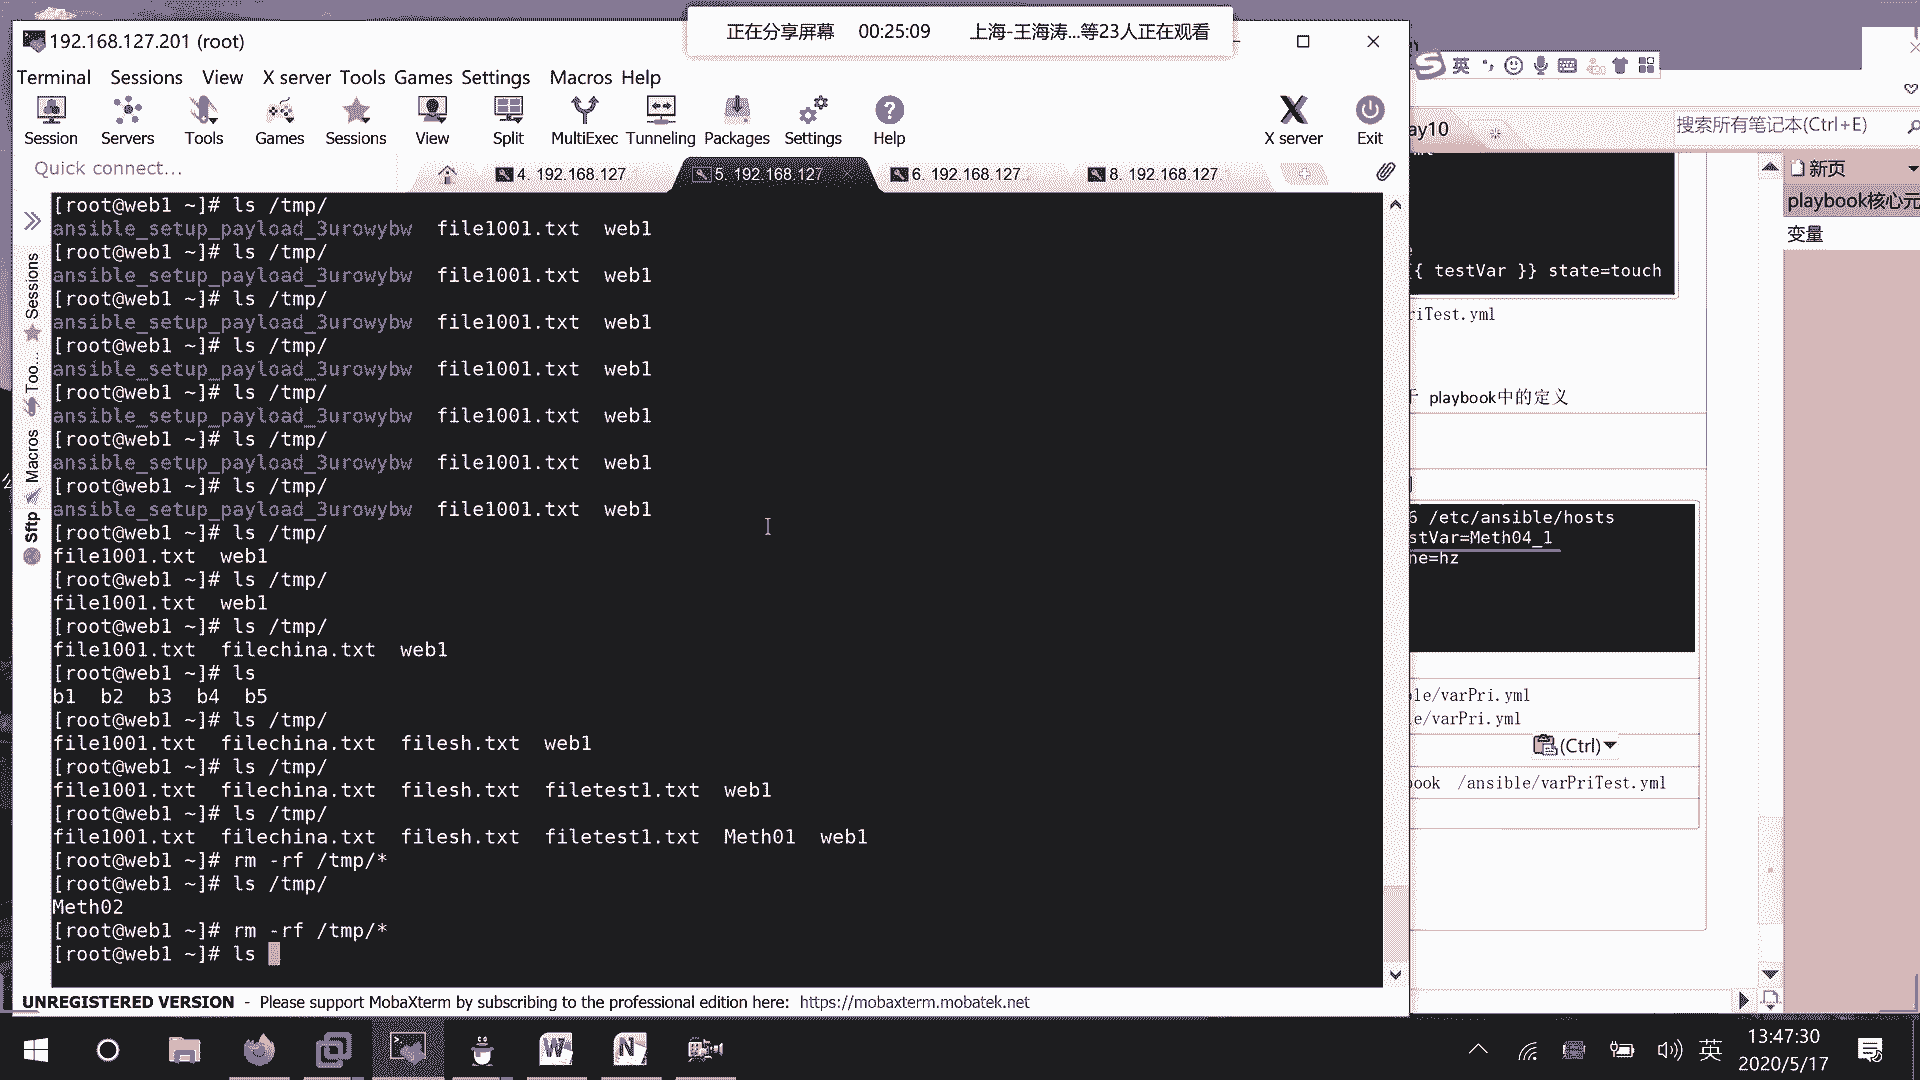 正在分享屏幕 00:25:09 上海-王海涛...等23人正在观看
192.168.127.201 (root)
Terminal Sessions View X server Tools Games Settings Macros Help
Session Servers Tools Games Sessions View Split MultiExec Tunneling Packages Settings Help X server Exit
Quick connect...
4. 192.168.127 5. 192.168.127 6. 192.168.127... 8. 192.168.127.
Sessions
Too...
Macros
Sftp
[root@web1 ~]# ls /tmp/
ansible_setup_payload_3urowybw file1001.txt web1
[root@web1 ~]# ls /tmp/
ansible_setup_payload_3urowybw file1001.txt web1
[root@web1 ~]# ls /tmp/
ansible_setup_payload_3urowybw file1001.txt web1
[root@web1 ~]# ls /tmp/
ansible_setup_payload_3urowybw file1001.txt web1
[root@web1 ~]# ls /tmp/
ansible_setup_payload_3urowybw file1001.txt web1
[root@web1 ~]# ls /tmp/
ansible_setup_payload_3urowybw file1001.txt web1
[root@web1 ~]# ls /tmp/
ansible_setup_payload_3urowybw file1001.txt web1
[root@web1 ~]# ls /tmp/
file1001.txt web1
[root@web1 ~]# ls /tmp/
file1001.txt web1
[root@web1 ~]# ls /tmp/
file1001.txt filechina.txt web1
[root@web1 ~]# ls
b1 b2 b3 b4 b5
[root@web1 ~]# ls /tmp/
file1001.txt filechina.txt filesh.txt web1
[root@web1 ~]# ls /tmp/
file1001.txt filechina.txt filesh.txt filetest1.txt web1
[root@web1 ~]# ls /tmp/
file1001.txt filechina.txt filesh.txt filetest1.txt Meth01 web1
[root@web1 ~]# rm -rf /tmp/*
[root@web1 ~]# ls /tmp/
Meth02
[root@web1 ~]# rm -rf /tmp/*
[root@web1 ~]# ls
UNREGISTERED VERSION - Please support MobaXterm by subscribing to the professional edition here: https://mobaxterm.mobatek.net
英
ay10
搜索所有笔记本(Ctrl+E)
新页
playbook核心元
变量
{ testVar }} state=touch
riTest.yml
playbook中的定义
6 /etc/ansible/hosts
stVar=Meth04_1
ne=hz
le/varPri.yml
e/varPri.yml
(Ctrl)
book /ansible/varPriTest.yml
英
13:47:30
2020/5/17